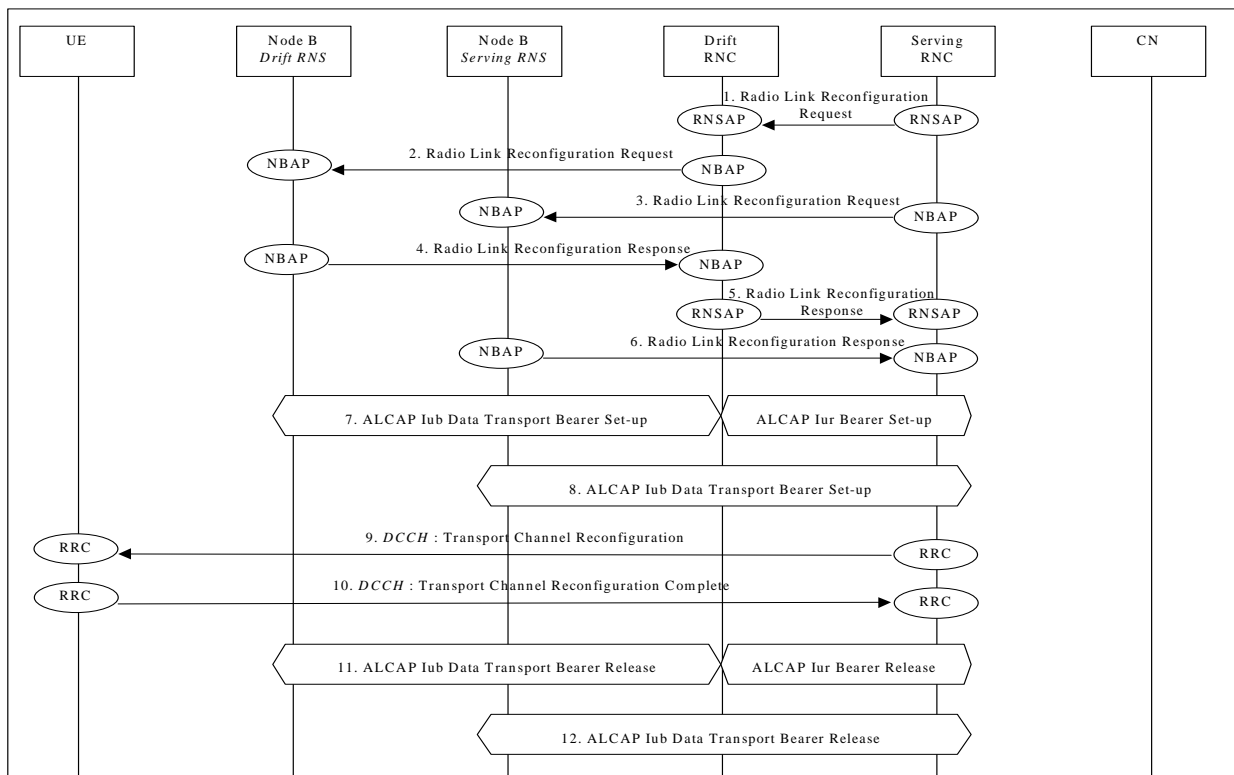 UE
Node B
Drift RNS
Node B
Serving RNS
Drift
RNC
Serving
RNC
CN
1. Radio Link Reconfiguration
Request
RNSAP
RNSAP
2. Radio Link Reconfiguration Request
NBAP
NBAP
3. Radio Link Reconfiguration Request
NBAP
NBAP
4. Radio Link Reconfiguration Response
NBAP
NBAP
5. Radio Link Reconfiguration
Response
RNSAP
RNSAP
6. Radio Link Reconfiguration Response
NBAP
NBAP
7. ALCAP Iub Data Transport Bearer Set-up
ALCAP Iur Bearer Set-up
8. ALCAP Iub Data Transport Bearer Set-up
9. DCCH : Transport Channel Reconfiguration
RRC
RRC
10. DCCH : Transport Channel Reconfiguration Complete
RRC
RRC
11. ALCAP Iub Data Transport Bearer Release
ALCAP Iur Bearer Release
12. ALCAP Iub Data Transport Bearer Release